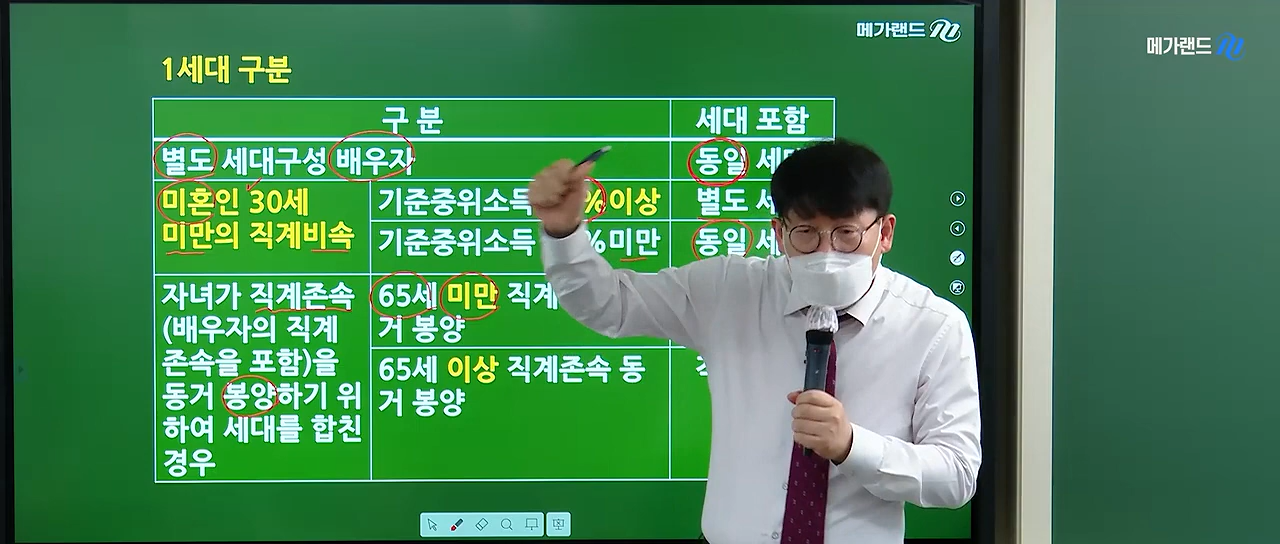 메가랜드
메가랜드
1세대 구분
구 분
세대 포함
별도 세대구성 배우자
동일
미혼인 30세
미만의 직계비속
기준중위소득 %이상
별도
기준중위소득 %미만
동일
자녀가 직계존속
(배우자의 직계
존속을 포함)을
동거 봉양하기 위
하여 세대를 합친
경우
65세 미만 직계
거 봉양
65세 이상 직계존속 동
거 봉양